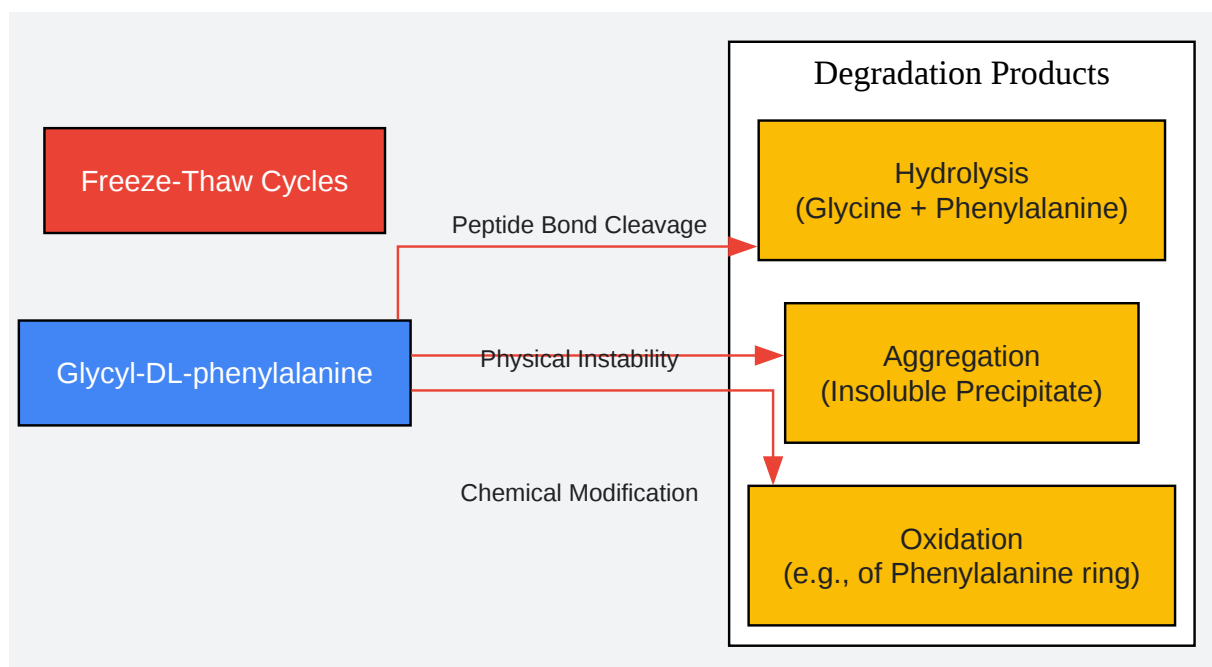 Degradation Products
Freeze-Thaw Cycles
Hydrolysis
(Glycine + Phenylalanine)
Peptide Bond Cleavage
Glycyl-DL-phenylalanine
Physical Instability
Aggregation
(Insoluble Precipitate)
Chemical Modification
Oxidation
(e.g., of Phenylalanine ring)